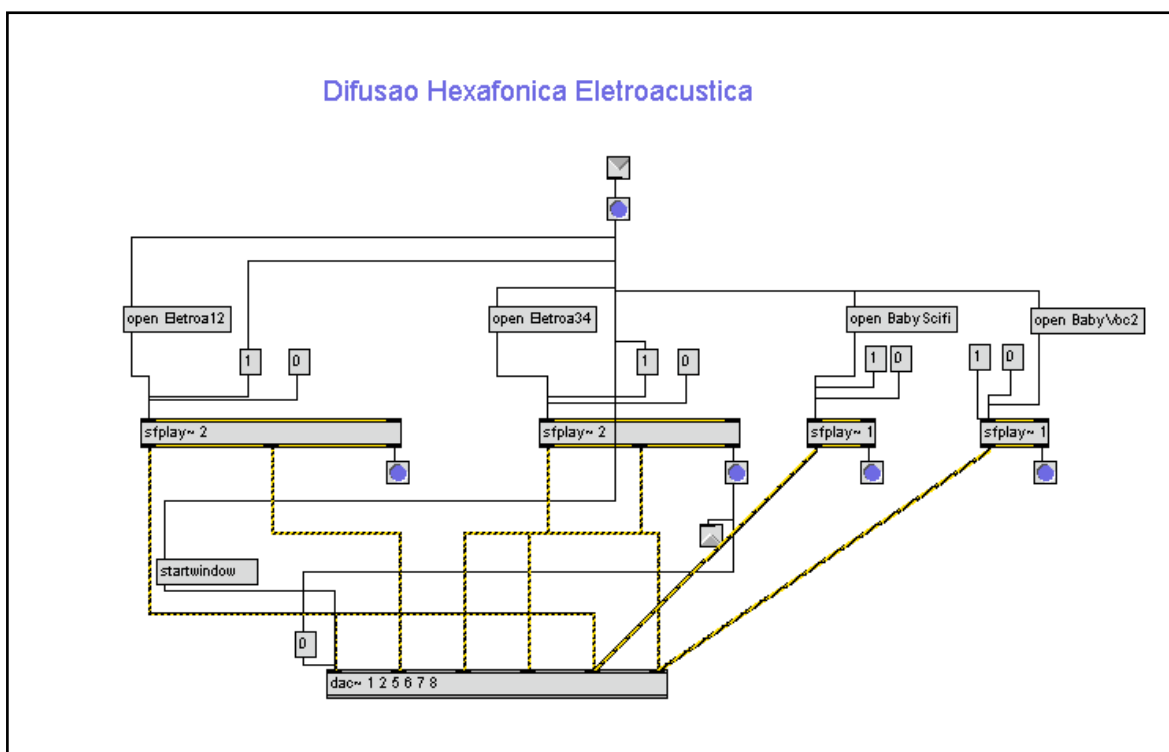 Difusao Hexafonica Eletroacustica
open Eletroa12
open Eletroa34
open BabyScifi
open BabyVoc2
1
0
1
0
1
0
1
0
sfplay~ 2
sfplay~ 2
sfplay~ 1
sfplay~ 1
startwindow
0
dac~ 1 2 5 6 7 8